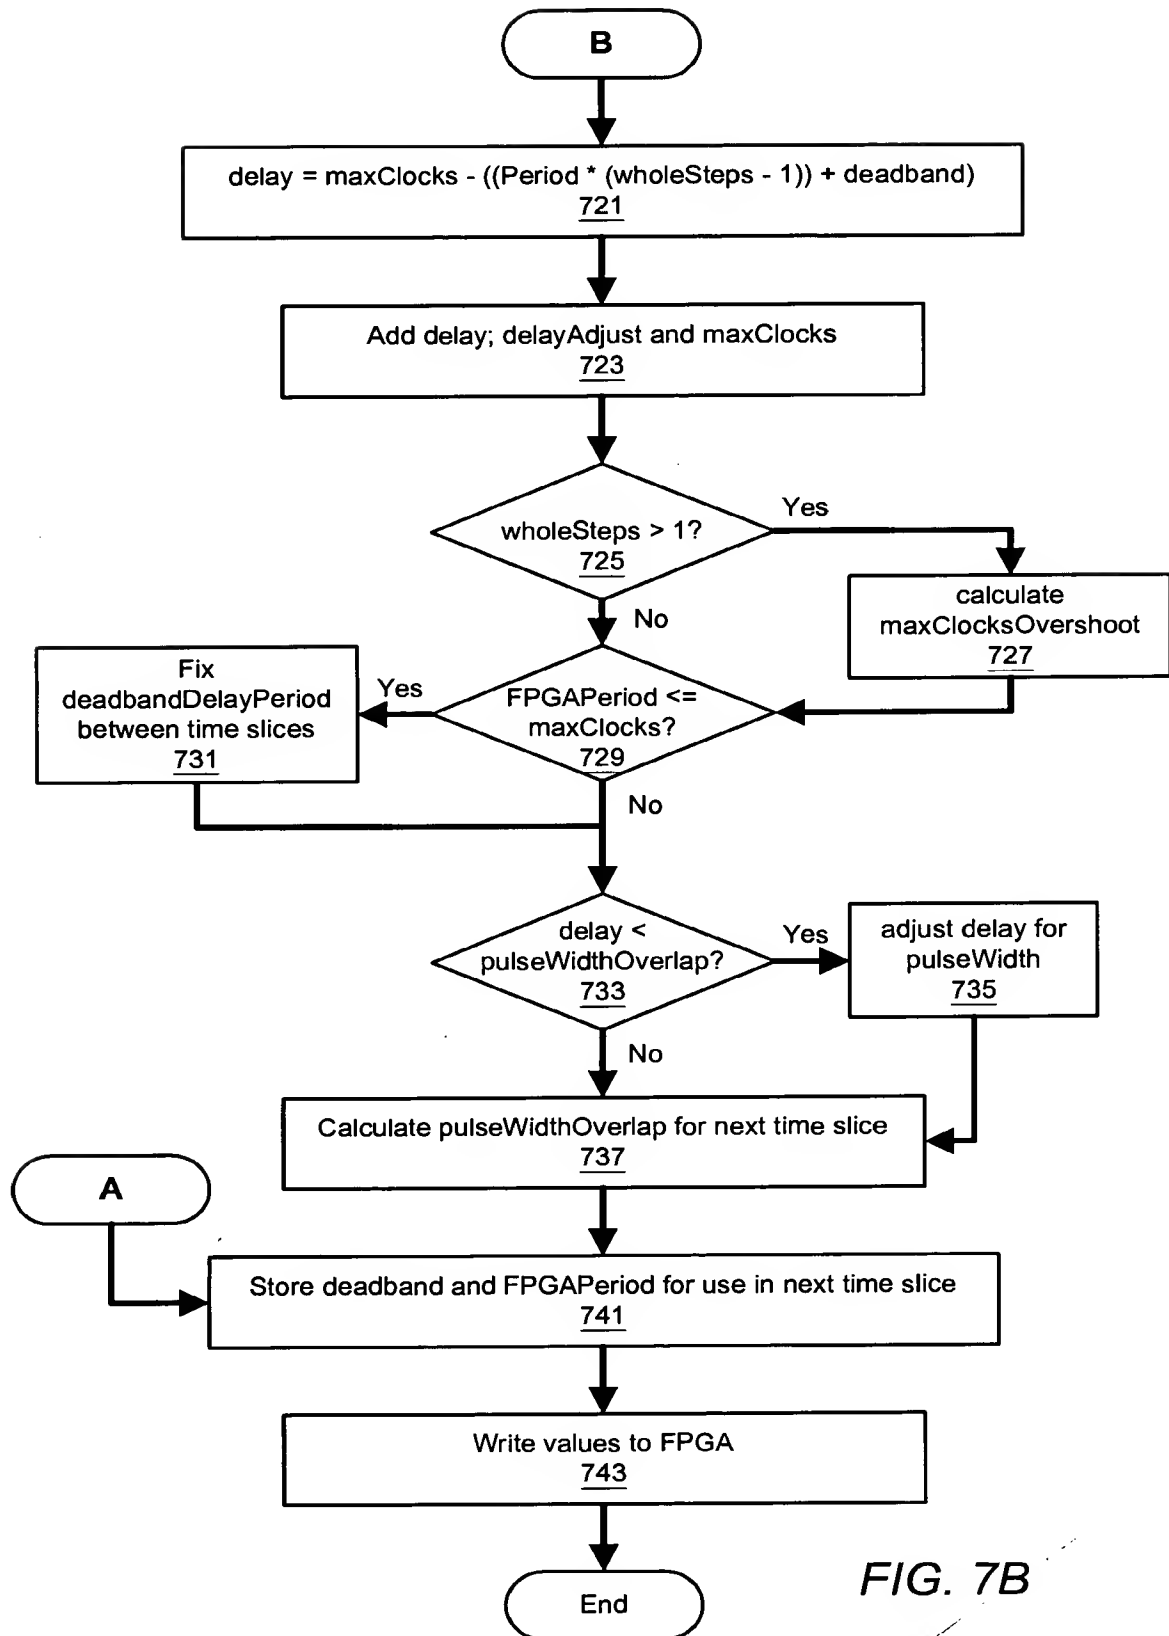 B
delay = maxClocks - ((Period * (wholeSteps - 1)) + deadband)
721
Add delay; delayAdjust and maxClocks
723
wholeSteps > 1?
725
Yes
No
calculate
maxClocksOvershoot
727
FPGAPeriod <=
maxClocks?
729
Yes
No
Fix
deadbandDelayPeriod
between time slices
731
delay <
pulseWidthOverlap?
733
Yes
No
adjust delay for
pulseWidth
735
Calculate pulseWidthOverlap for next time slice
737
A
Store deadband and FPGAPeriod for use in next time slice
741
Write values to FPGA
743
End
FIG. 7B